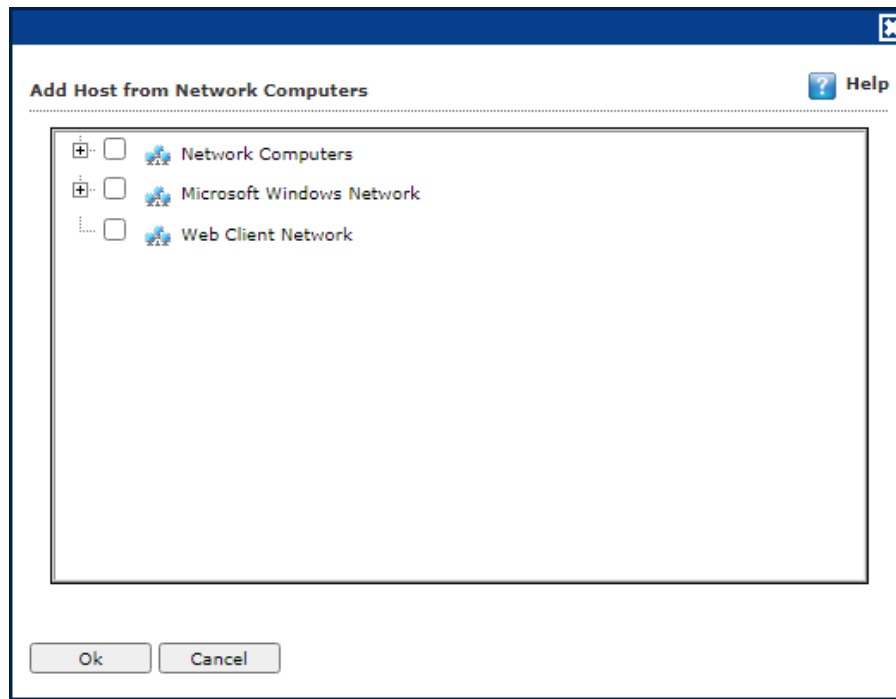 Add Host from Network Computers
? Help
Network Computers
Microsoft Windows Network
Web Client Network
Ok Cancel